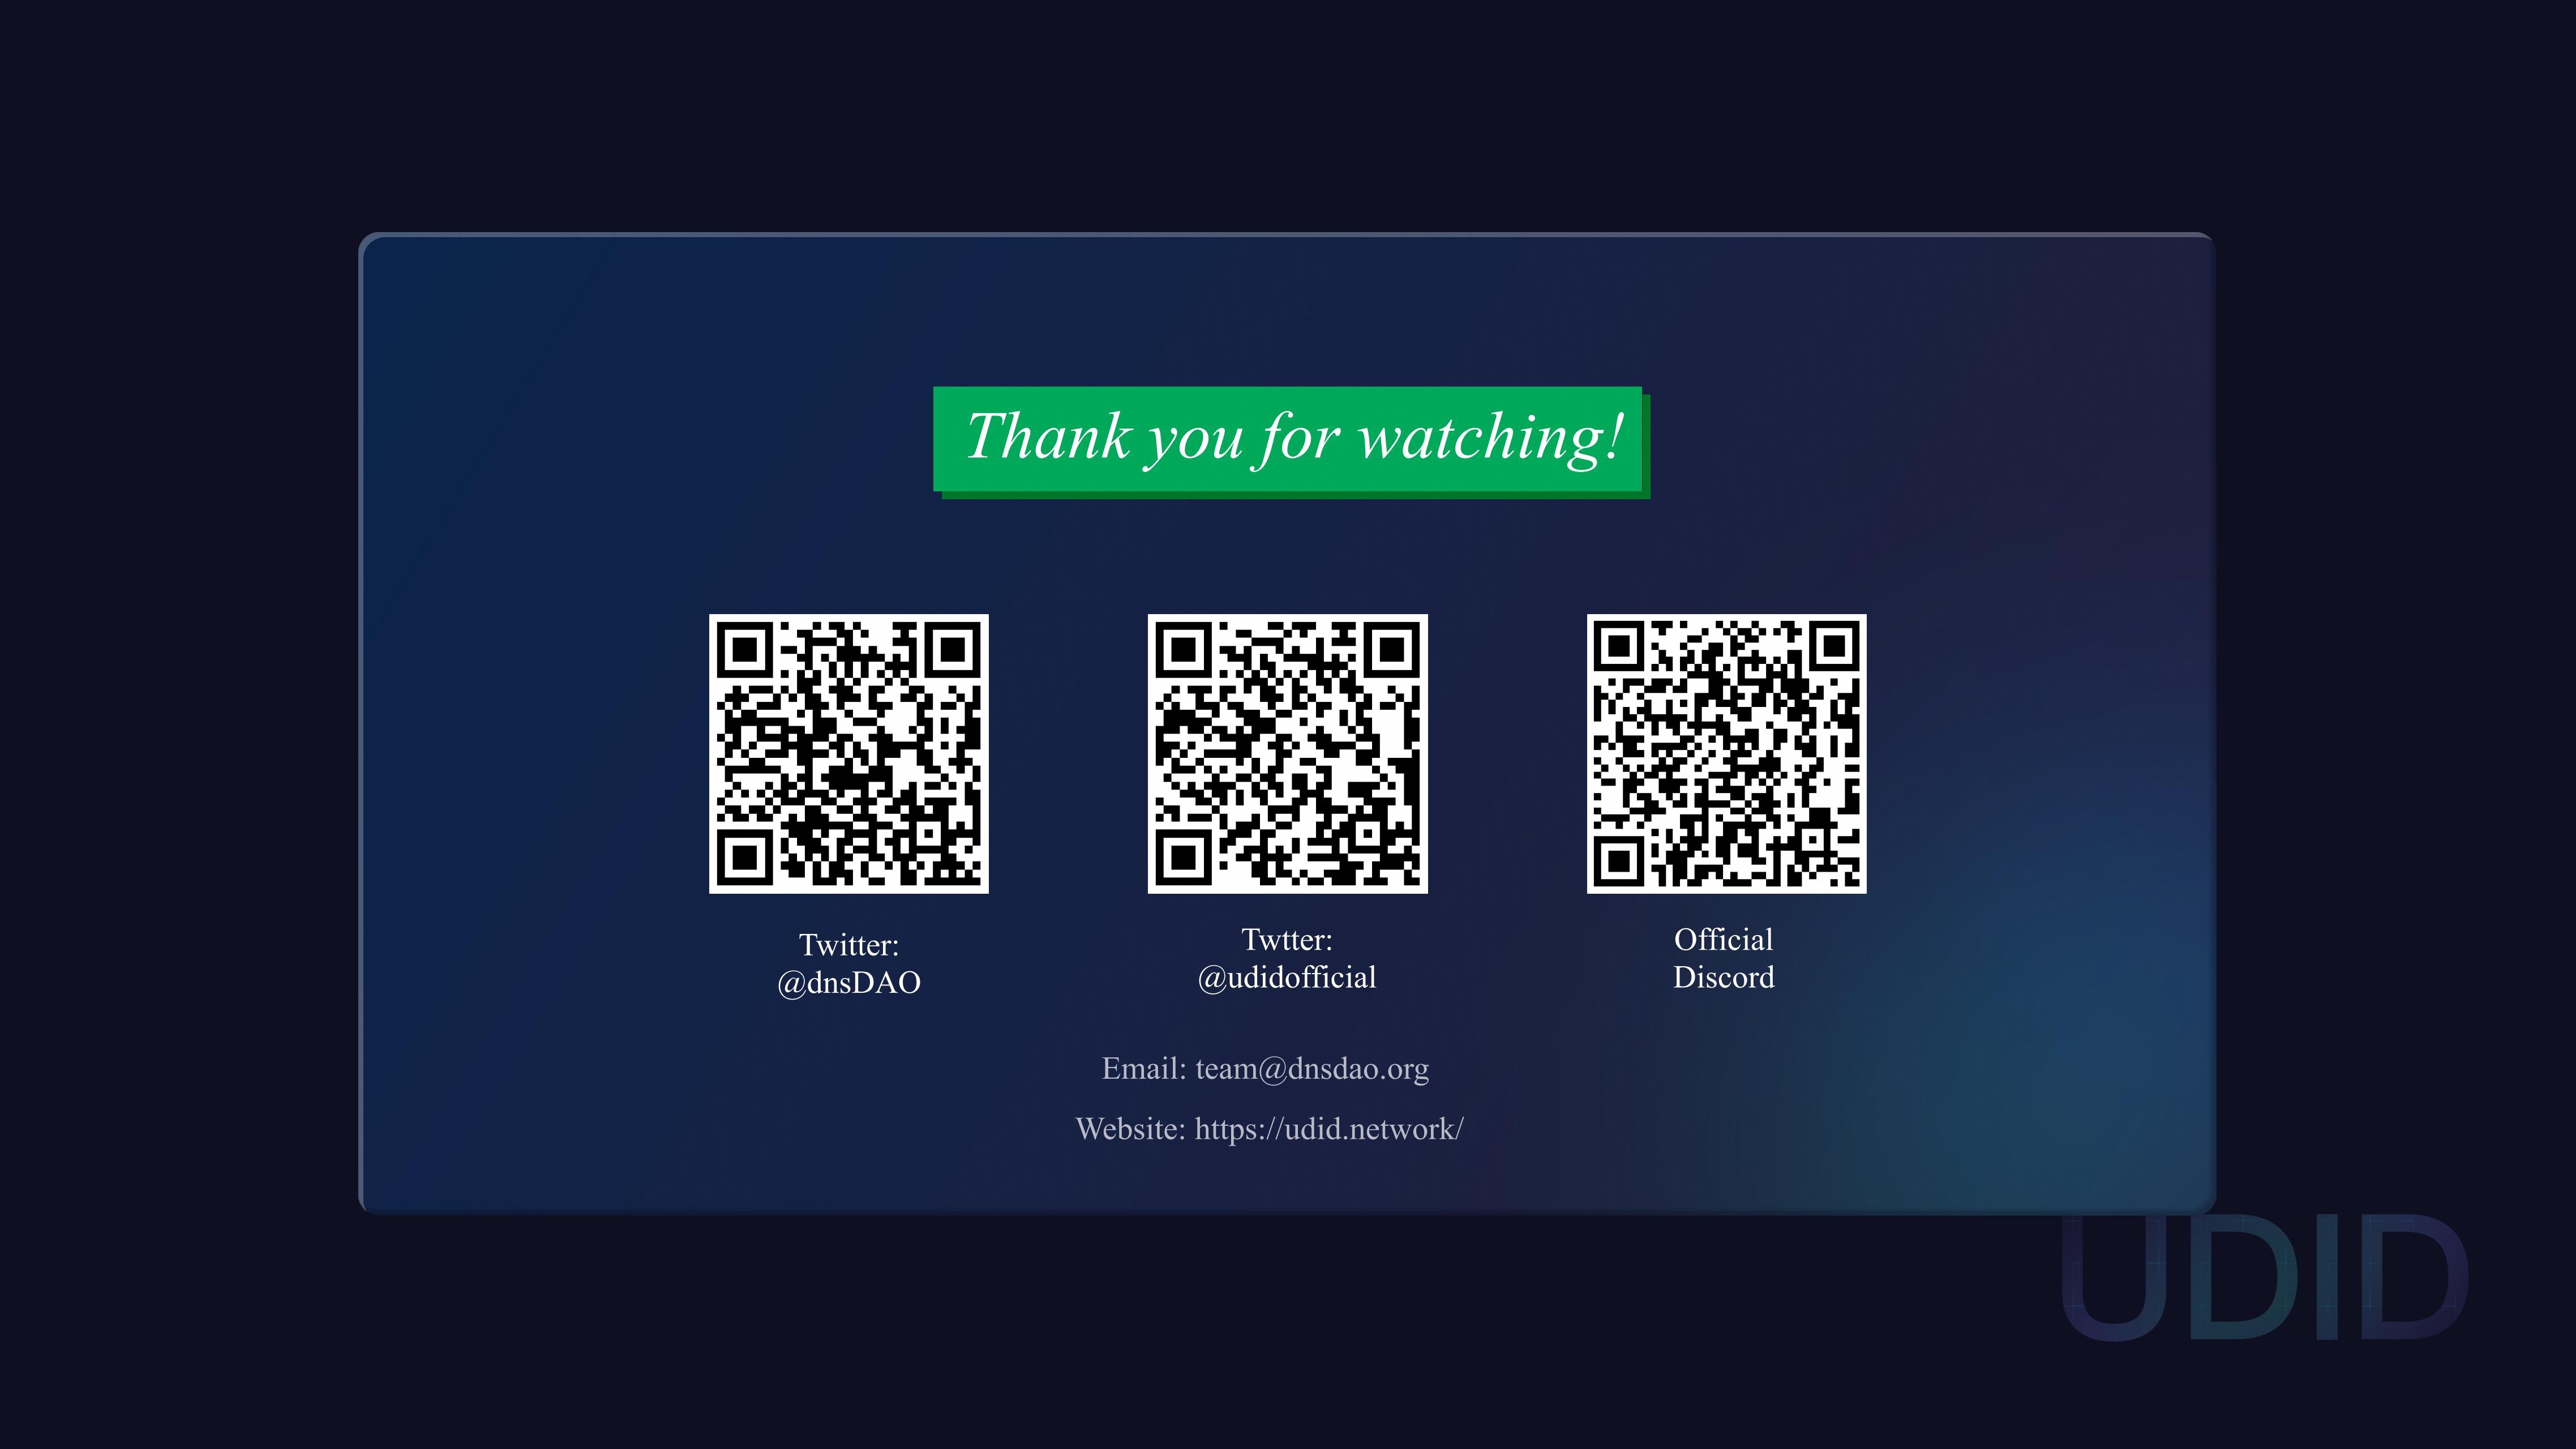 Thank you for watching!
Twitter:
@dnsDAO
Twtter:
@udidofficial
Official
Discord
Email: team@dnsdao.org
Website: https://udid.network/
UDID